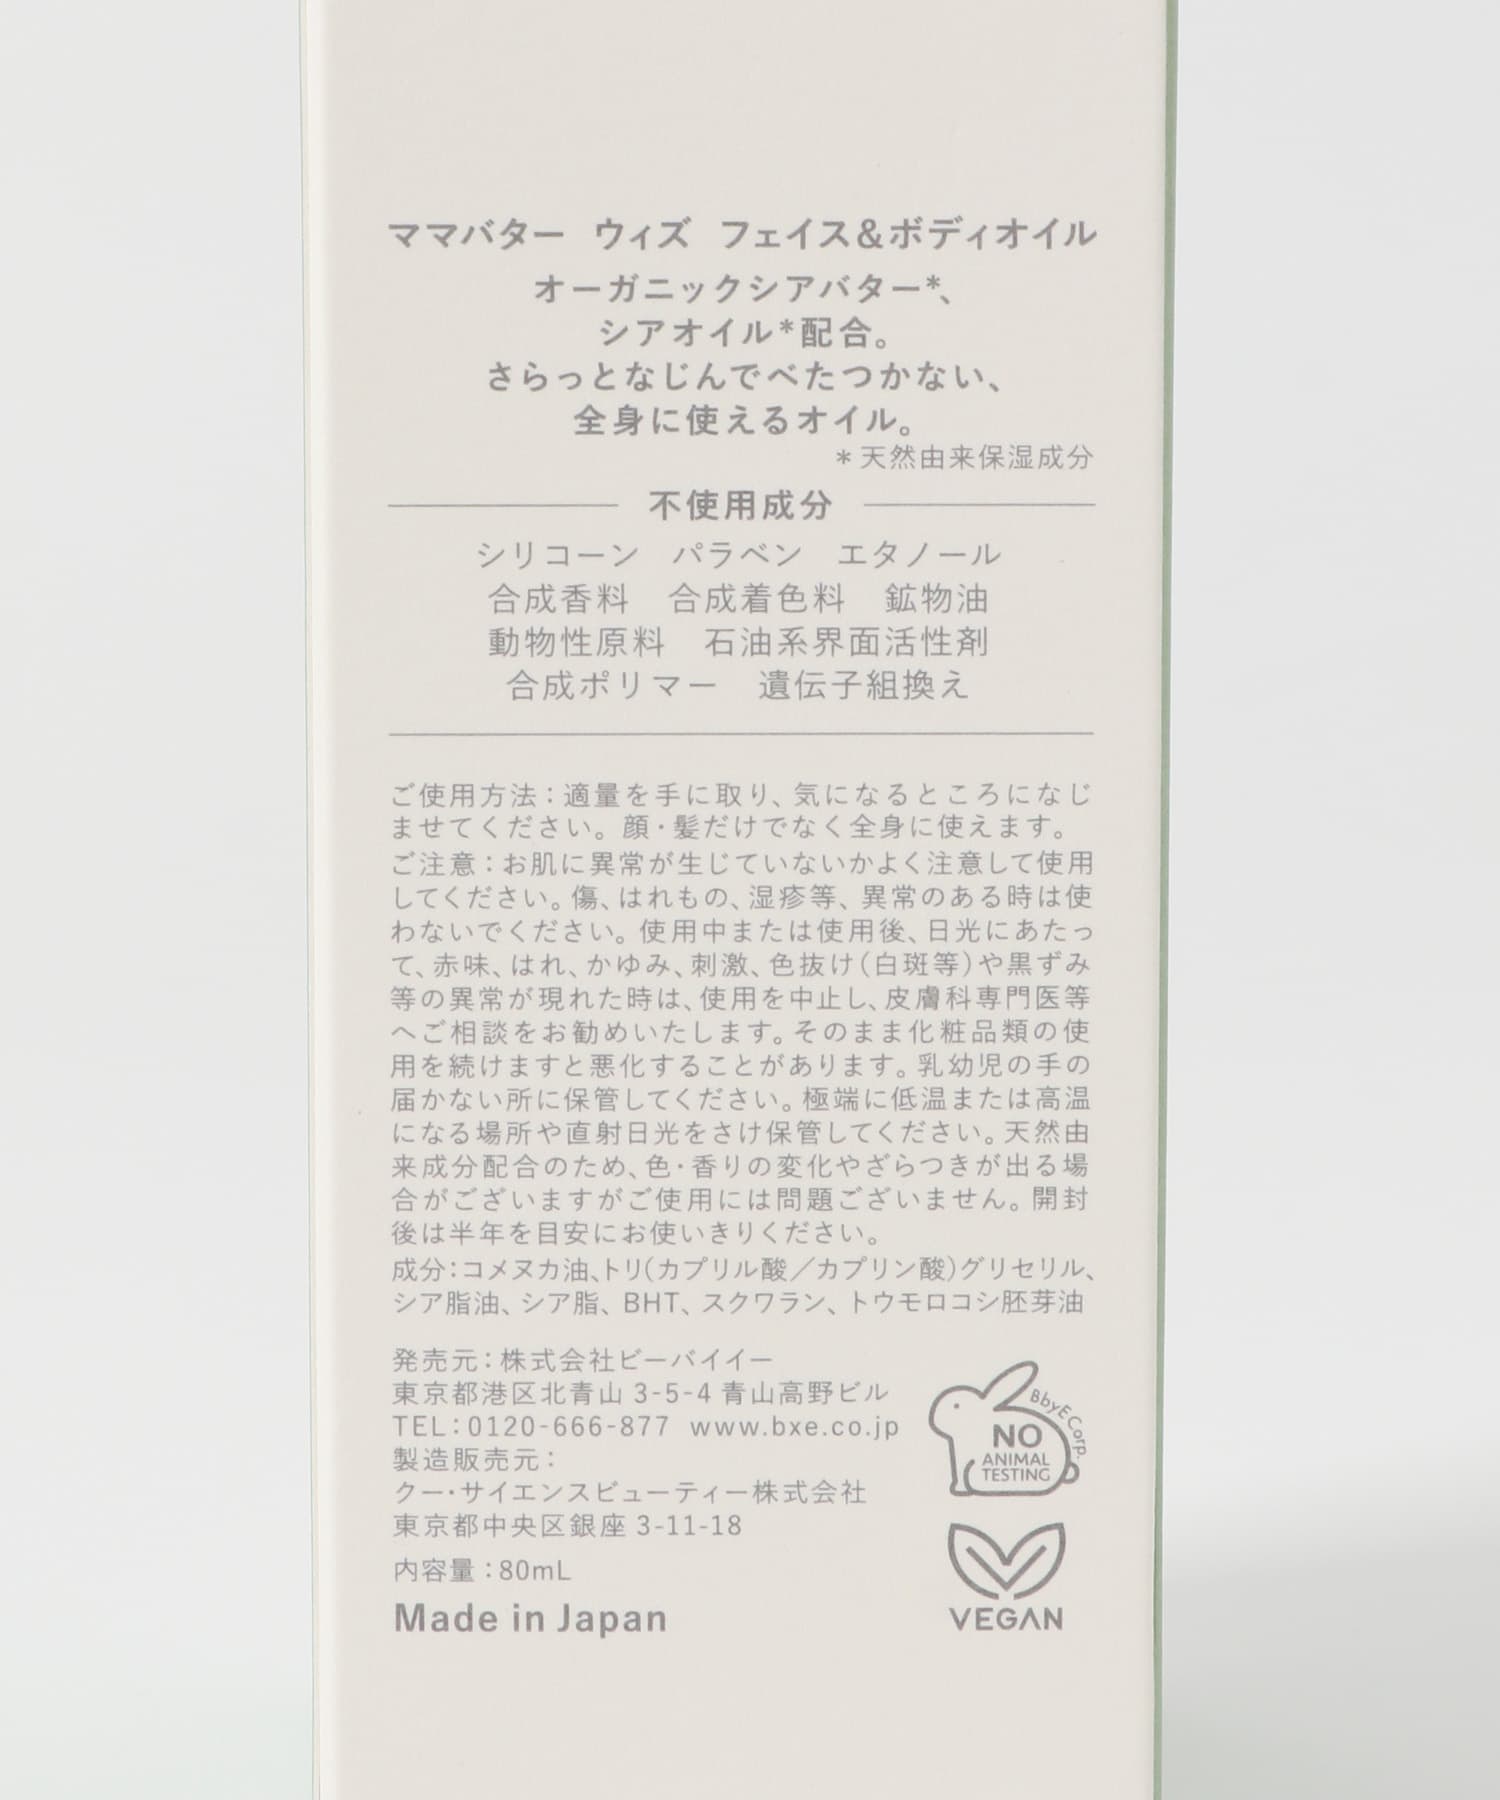 ママバター ウィズ フェイス&ボディオイル
オーガニックシアバター*、
シアオイル*配合。
さらっとなじんでべたつかない、
全身に使えるオイル。
*天然由来保湿成分
不使用成分
シリコーン パラベン エタノール
合成香料 合成着色料 鉱物油
動物性原料 石油系界面活性剤
合成ポリマー 遺伝子組換え
ご使用方法：適量を手に取り、気になるところになじ
ませてください。顔・髪だけでなく全身に使えます。
ご注意：お肌に異常が生じていないかよく注意して使用
してください。傷、はれもの、湿疹等、異常のある時は使
わないでください。使用中または使用後、日光にあたっ
て、赤味、はれ、かゆみ、刺激、色抜け（白斑等）や黒ずみ
等の異常が現れた時は、使用を中止し、皮膚科専門医等
へご相談をお勧めいたします。そのまま化粧品類の使
用を続けますと悪化することがあります。乳幼児の手の
届かない所に保管してください。極端に低温または高温
になる場所や直射日光をさけ保管してください。天然由
来成分配合のため、色・香りの変化やざらつきが出る場
合がございますがご使用には問題ございません。開封
後は半年を目安にお使いきりください。
成分：コメヌカ油、トリ（カプリル酸／カプリン酸）グリセリル、
シア脂油、シア脂、BHT、スクワラン、トウモロコシ胚芽油
発売元：株式会社ビーバイイー
東京都港区北青山 3-5-4 青山高野ビル
TEL：0120-666-877 www.bxe.co.jp
製造販売元：
クー・サイエンスビューティー株式会社
東京都中央区銀座 3-11-18
内容量：80mL
Made in Japan
BbyE Corp.
NO
ANIMAL
TESTING
VEGAN